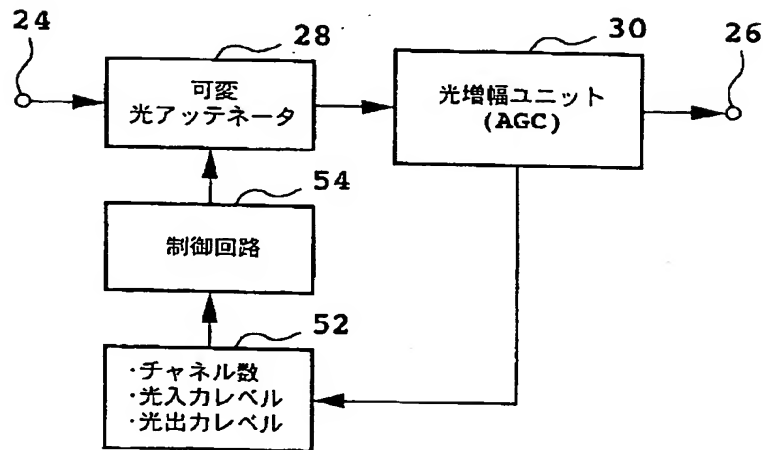 24
28
30
26
可変
光アッテネータ
光増幅ユニット
(AGC)
54
制御回路
52
·チャネル数
·光入力レベル
·光出力レベル